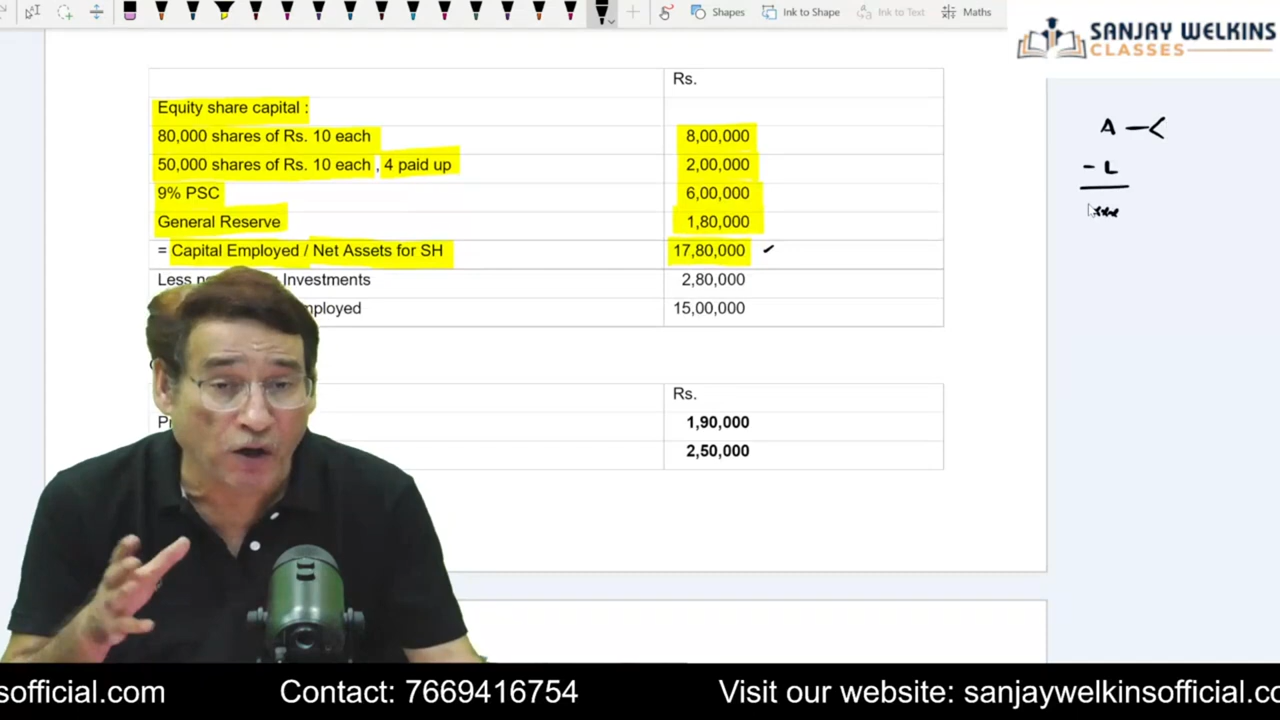 Shapes
Ink to Shape
Ink to Text
Maths
SANJAY WELKINS
CLASSES
Rs.
Equity share capital :
80,000 shares of Rs. 10 each 8,00,000
50,000 shares of Rs. 10 each , 4 paid up 2,00,000
9% PSC 6,00,000
General Reserve 1,80,000
= Capital Employed / Net Assets for SH 17,80,000 ✓
Less Investments 2,80,000
15,00,000
Rs.
1,90,000
2,50,000
A –<
- L
sofficial.com Contact: 7669416754 Visit our website: sanjaywelkinsofficial.co